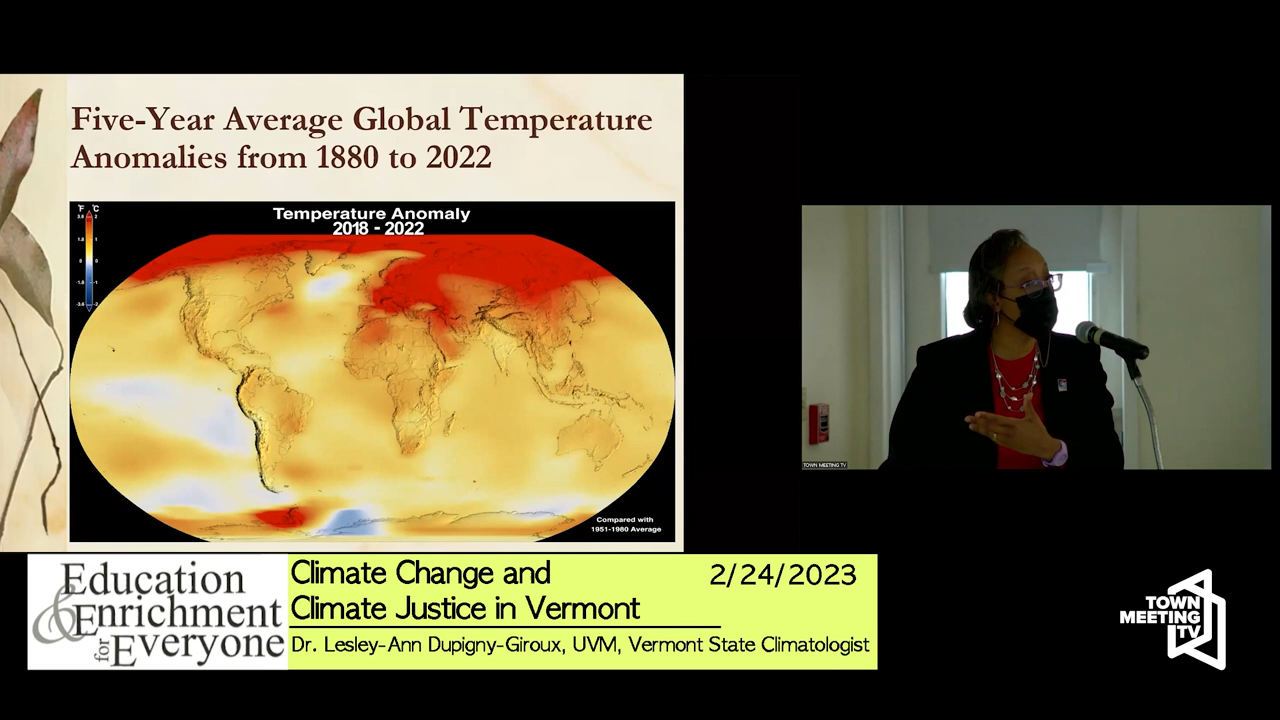 Five-Year Average Global Temperature
Anomalies from 1880 to 2022
°F °C
Temperature Anomaly
2018 - 2022
Compared with
1951-1980 Average
TOWN MEETING TV
Education
& Enrichment
for Everyone
Climate Change and
Climate Justice in Vermont
2/24/2023
Dr. Lesley-Ann Dupigny-Giroux, UVM, Vermont State Climatologist
TOWN
MEETING
TV